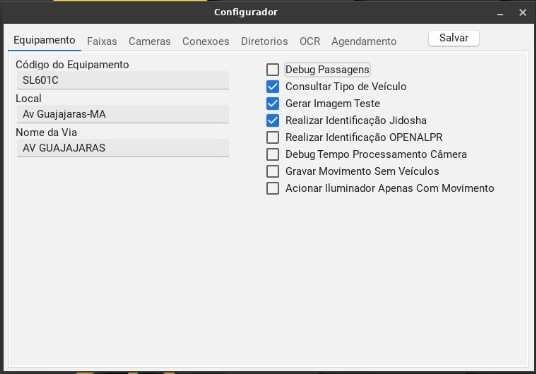 Configurador
Equipamento Faixas Cameras Conexoes Diretorios OCR Agendamento Salvar
Código do Equipamento
SL601C
Local
Av Guajajaras-MA
Nome da Via
AV GUAJAJARAS
Debug Passagens
Consultar Tipo de Veículo
Gerar Imagem Teste
Realizar Identificação Jidosha
Realizar Identificação OPENALPR
Debug Tempo Processamento Câmera
Gravar Movimento Sem Veículos
Acionar Iluminador Apenas Com Movimento